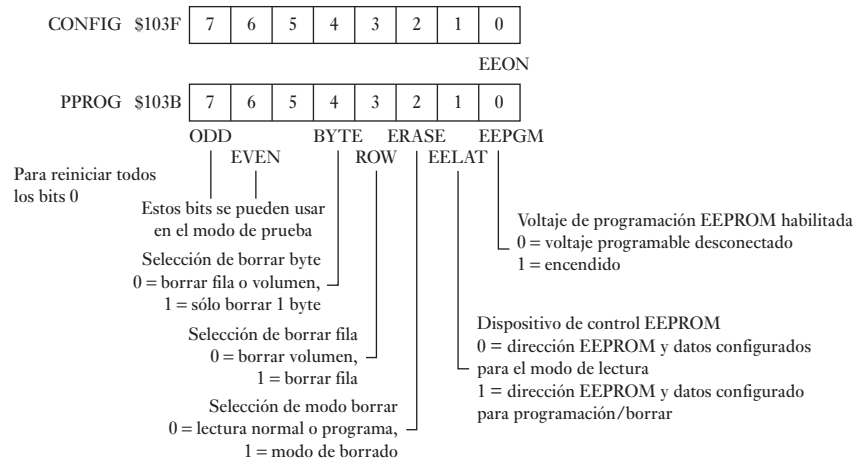 CONFIG $103F 7 6 5 4 3 2 1 0
EEON
PPROG $103B 7 6 5 4 3 2 1 0
ODD BYTE ERASE EEPGM
EVEN ROW EELAT
Para reiniciar todos
los bits 0
Estos bits se pueden usar
en el modo de prueba
Voltaje de programación EEPROM habilitada
0 = voltaje programable desconectado
1 = encendido
Selección de borrar byte
0 = borrar fila o volumen,
1 = sólo borrar 1 byte
Dispositivo de control EEPROM
0 = dirección EEPROM y datos configurados
para el modo de lectura
1 = dirección EEPROM y datos configurado
para programación/borrar
Selección de borrar fila
0 = borrar volumen,
1 = borrar fila
Selección de modo borrar
0 = lectura normal o programa,
1 = modo de borrado